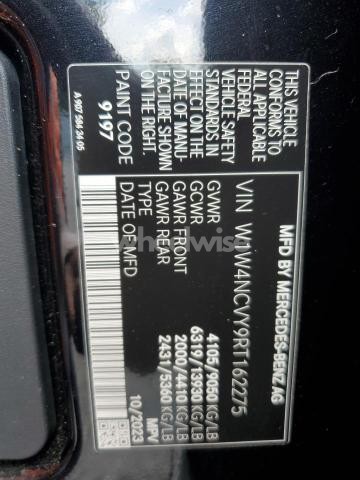 MFD BY MERCEDES-BENZ AG
VIN W1W4NCVY9RT162275
GVWR 4105/9050 KG/LB
GCWR 6319/13930 KG/LB
GAWR FRONT 2000/4410 KG/LB
GAWR REAR 2431/5360 KG/LB
TYPE MPV
DATE OF MFD 10/2023
THIS VEHICLE
CONFORMS TO
FEDERAL
VEHICLE SAFETY
STANDARDS IN
EFFECT ON THE
DATE OF MANU-
FACTURE SHOWN
ON THE RIGHT.
PAINT CODE
9197
A 907 584 24 05